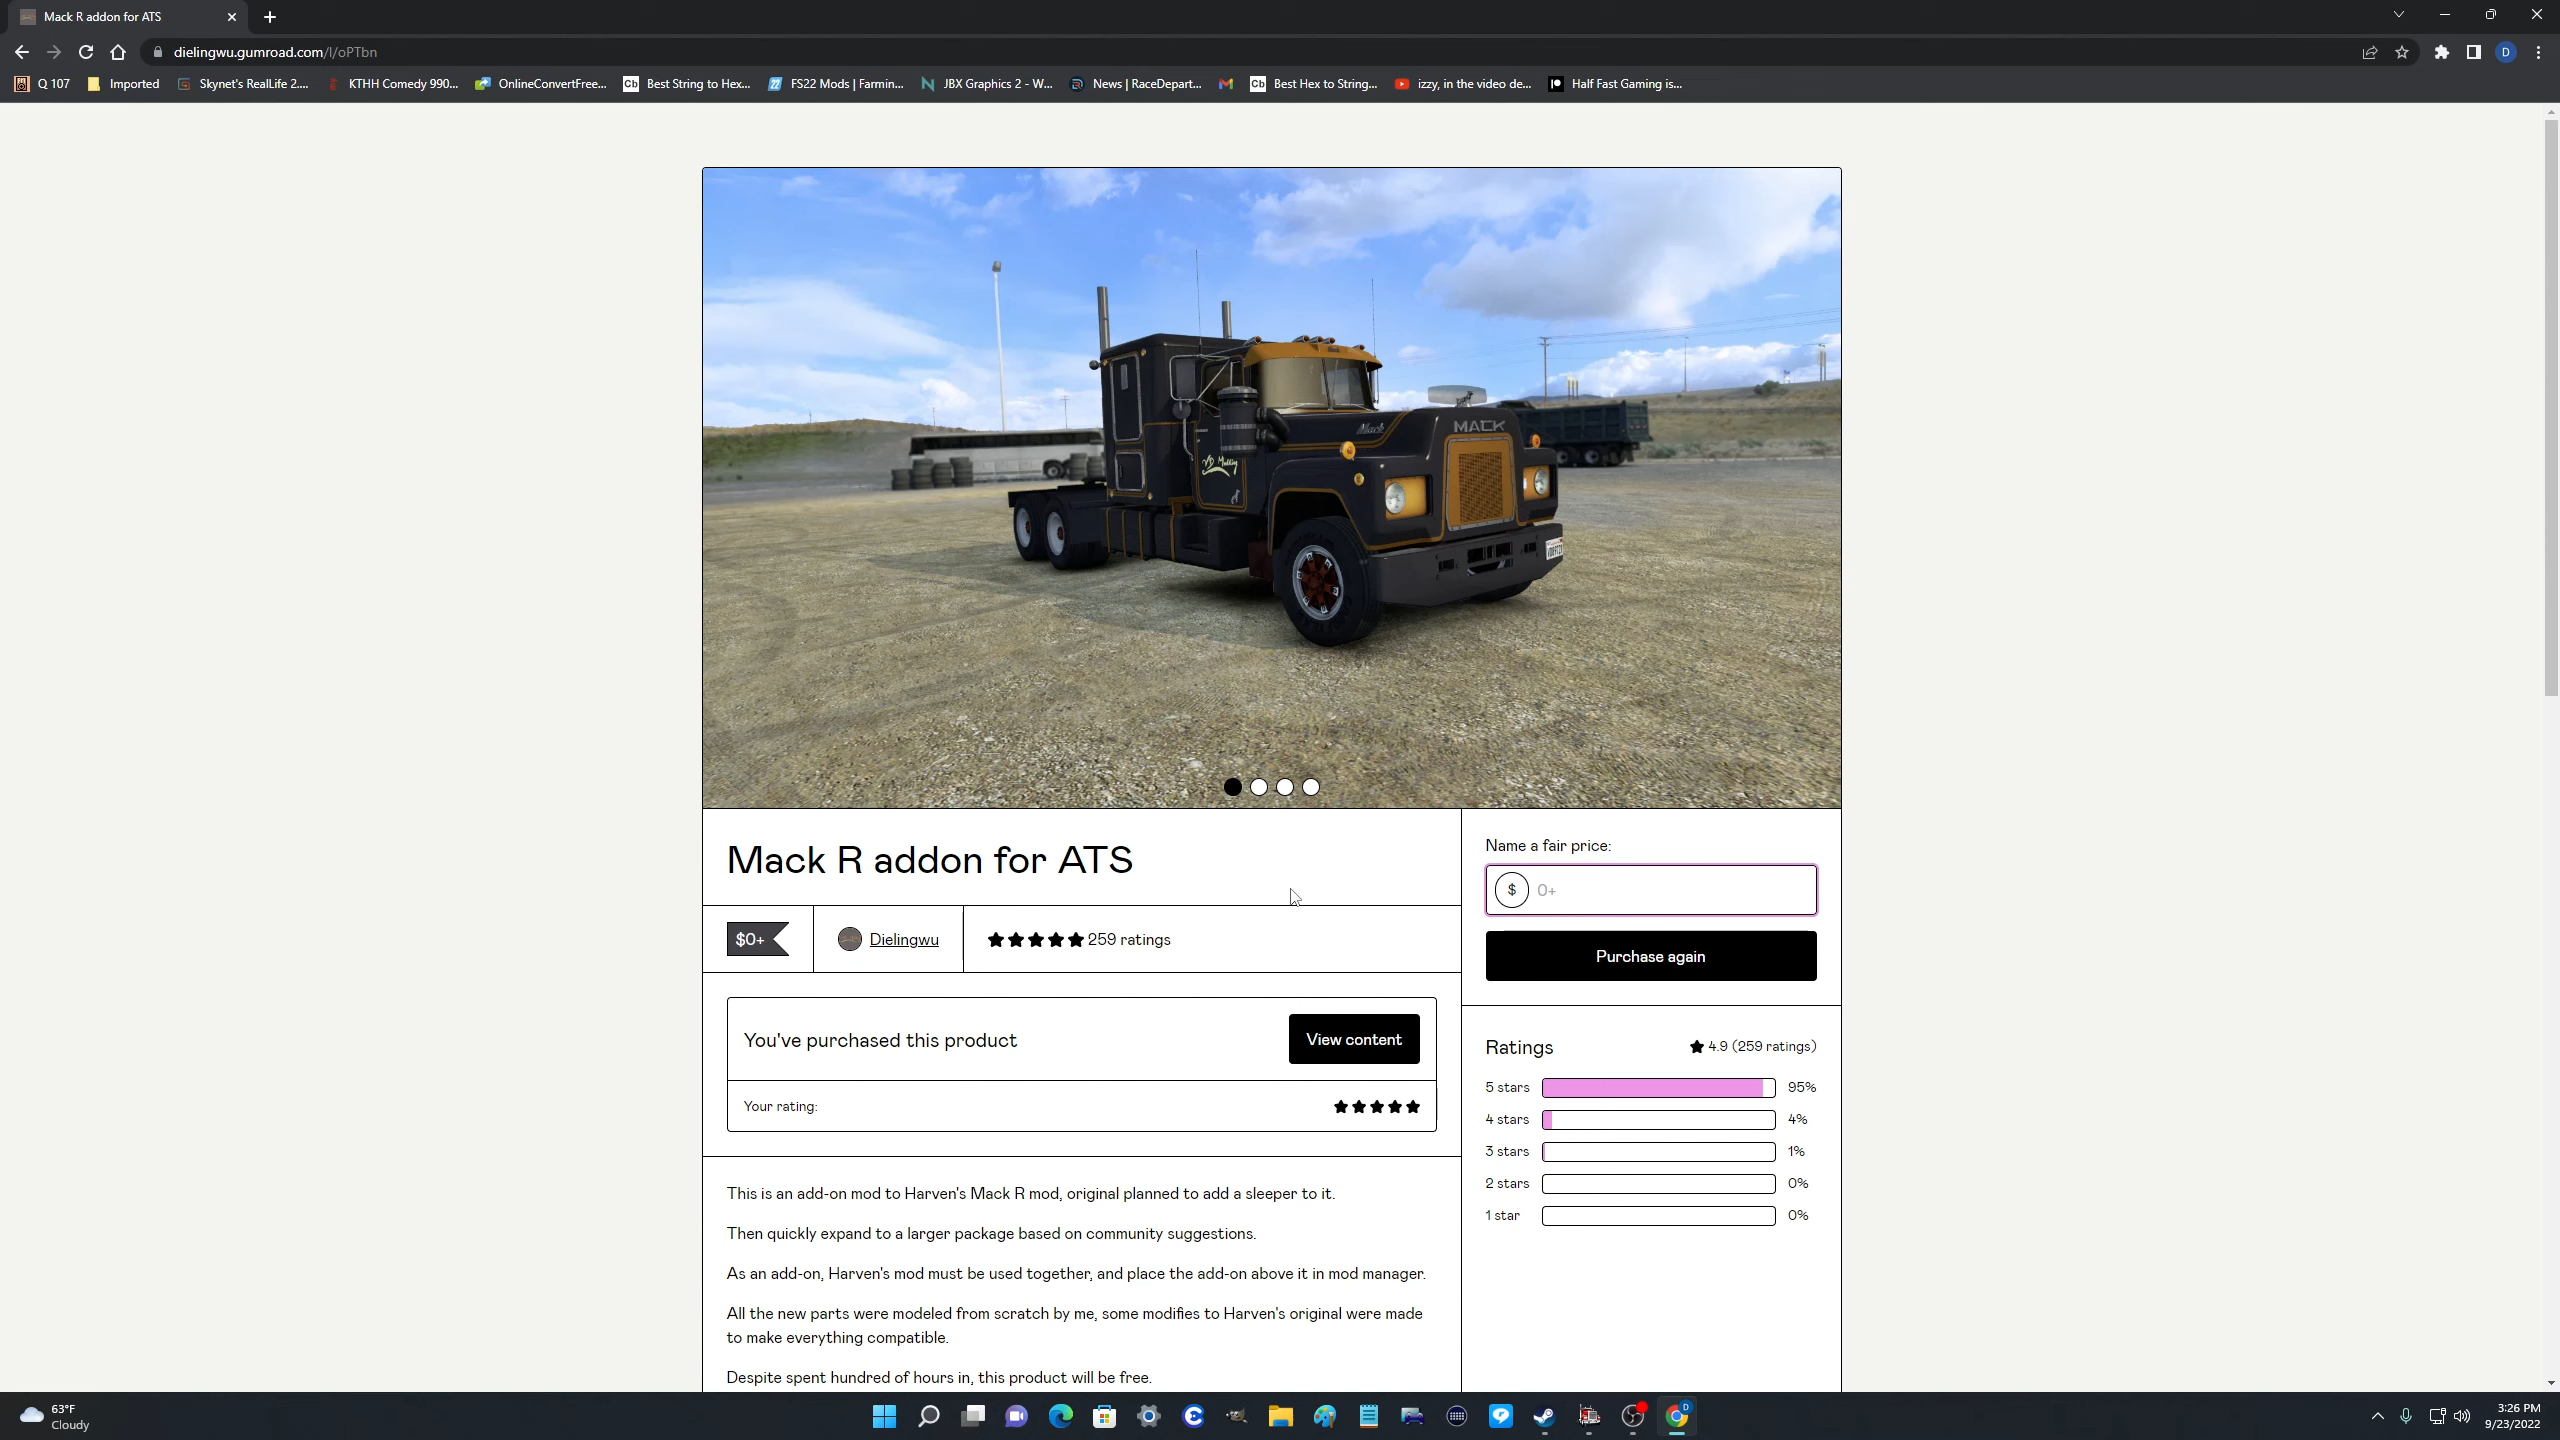 Mack R addon for ATS
dielingwu.gumroad.com/l/oPTbn
Q 107
Imported
Skynet's RealLife 2....
KTHH Comedy 990...
OnlineConvertFree...
Cb
Best String to Hex...
22
FS22 Mods | Farmin...
JBX Graphics 2 - W...
News | RaceDepart...
Cb
Best Hex to String...
izzy, in the video de...
Half Fast Gaming is...
D
MACK
Mack
Mack R addon for ATS
$0+
Dielingwu
259 ratings
Name a fair price:
$ 0+
Purchase again
You've purchased this product
View content
Your rating:
Ratings
4.9 (259 ratings)
5 stars 95%
4 stars 4%
3 stars 1%
2 stars 0%
1 star 0%
This is an add-on mod to Harven's Mack R mod, original planned to add a sleeper to it.
Then quickly expand to a larger package based on community suggestions.
As an add-on, Harven's mod must be used together, and place the add-on above it in mod manager.
All the new parts were modeled from scratch by me, some modifies to Harven's original were made
to make everything compatible.
Despite spent hundred of hours in, this product will be free.
63°F
Cloudy
D
3:26 PM
9/23/2022